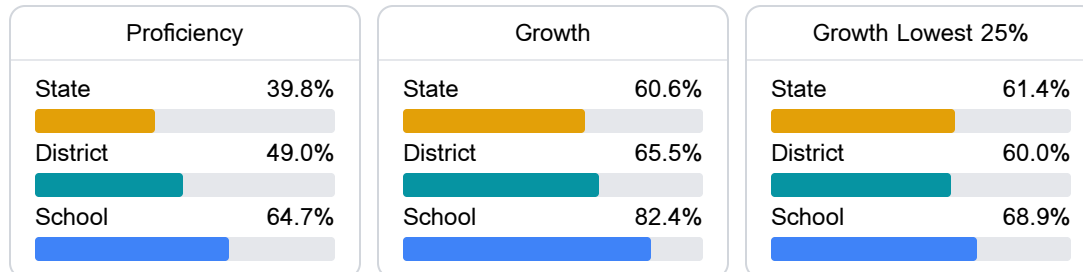 Proficiency
State 39.8%
District 49.0%
School 64.7%
Growth
State 60.6%
District 65.5%
School 82.4%
Growth Lowest 25%
State 61.4%
District 60.0%
School 68.9%